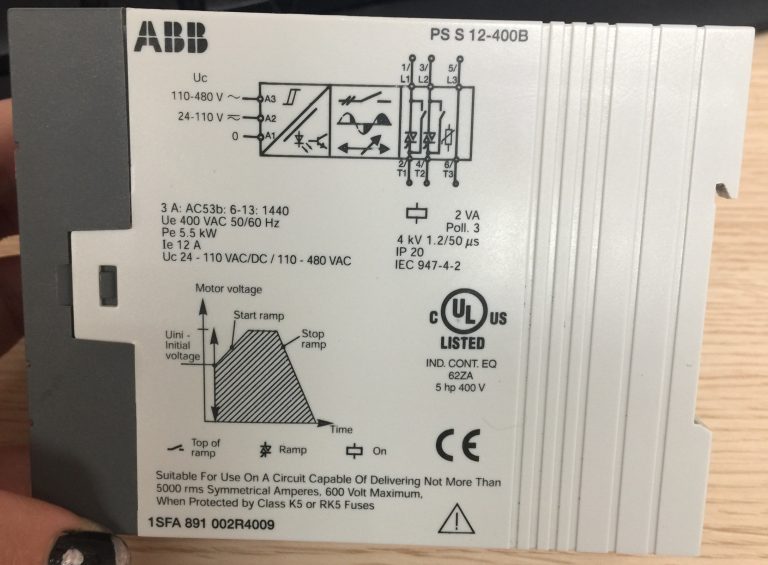 ABB
PS S 12-400B
1/ 3/ 5/
L1 L2 L3
Uc
110-480 V ~ A3
24-110 V ≂ A2
0 A1
2/ 4/ 6/
T1 T2 T3
3 A: AC53b: 6-13: 1440
Ue 400 VAC 50/60 Hz
Pe 5.5 kW
Ie 12 A
Uc 24 - 110 VAC/DC / 110 - 480 VAC
2 VA
Poll. 3
4 kV 1.2/50 µs
IP 20
IEC 947-4-2
Motor voltage
Uini -
Initial
voltage
Start ramp
Stop
ramp
Time
C UL US
LISTED
IND. CONT. EQ
62ZA
5 hp 400 V
Top of
ramp
Ramp
On
CE
Suitable For Use On A Circuit Capable Of Delivering Not More Than
5000 rms Symmetrical Amperes, 600 Volt Maximum,
When Protected by Class K5 or RK5 Fuses
1SFA 891 002R4009